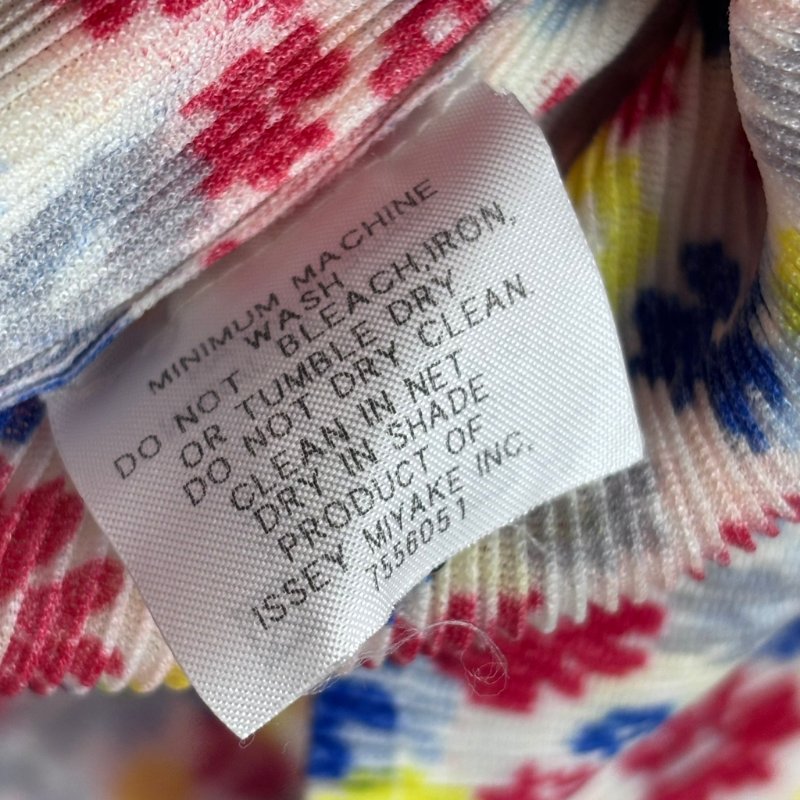 MINIMUM MACHINE
WASH
DO NOT BLEACH,IRON,
OR TUMBLE DRY
DO NOT DRY CLEAN
CLEAN IN NET
DRY IN SHADE
PRODUCT OF
ISSEY MIYAKE INC.
7556051